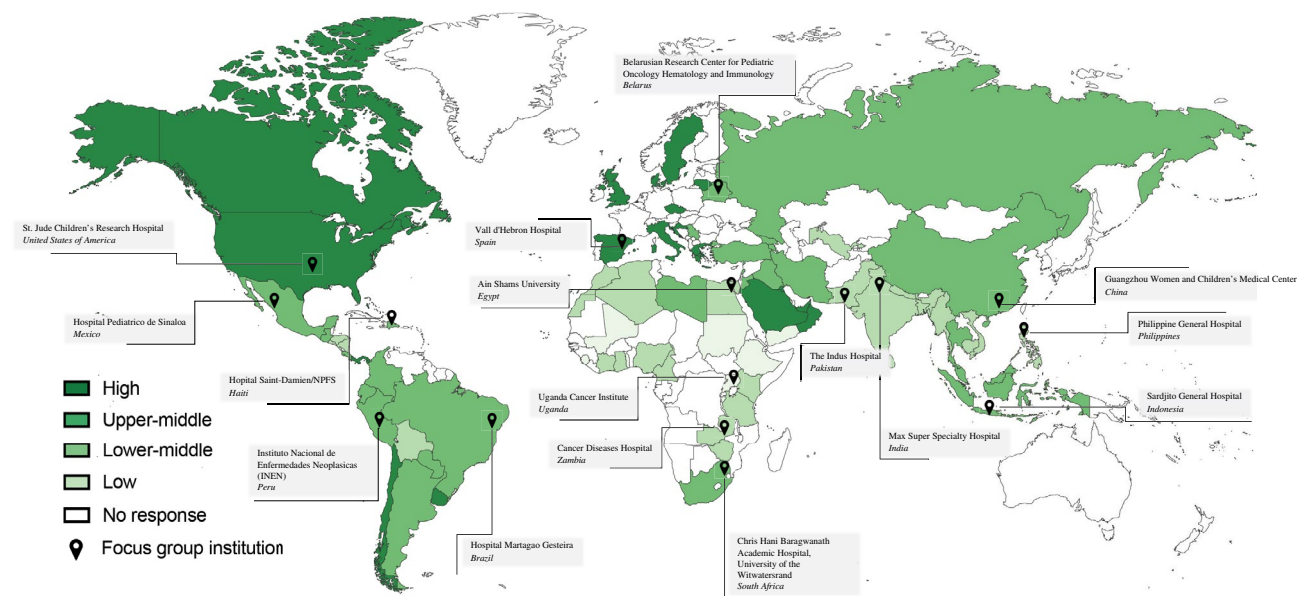 Belarusian Research Center for Pediatric
Oncology Hematology and Immunology
Belarus
St. Jude Children's Research Hospital
United States of America
Vall d'Hebron Hospital
Spain
Ain Shams University
Egypt
Guangzhou Women and Children's Medical Center
China
Hospital Pediatrico de Sinaloa
Mexico
Philippine General Hospital
Philippines
The Indus Hospital
Pakistan
Hopital Saint-Damien/NPFS
Haiti
Uganda Cancer Institute
Uganda
Sardjito General Hospital
Indonesia
Max Super Specialty Hospital
India
Cancer Diseases Hospital
Zambia
Instituto Nacional de
Enfermedades Neoplasicas
(INEN)
Peru
Hospital Martagao Gesteira
Brazil
Chris Hani Baragwanath
Academic Hospital,
University of the
Witwatersrand
South Africa
High
Upper-middle
Lower-middle
Low
No response
Focus group institution